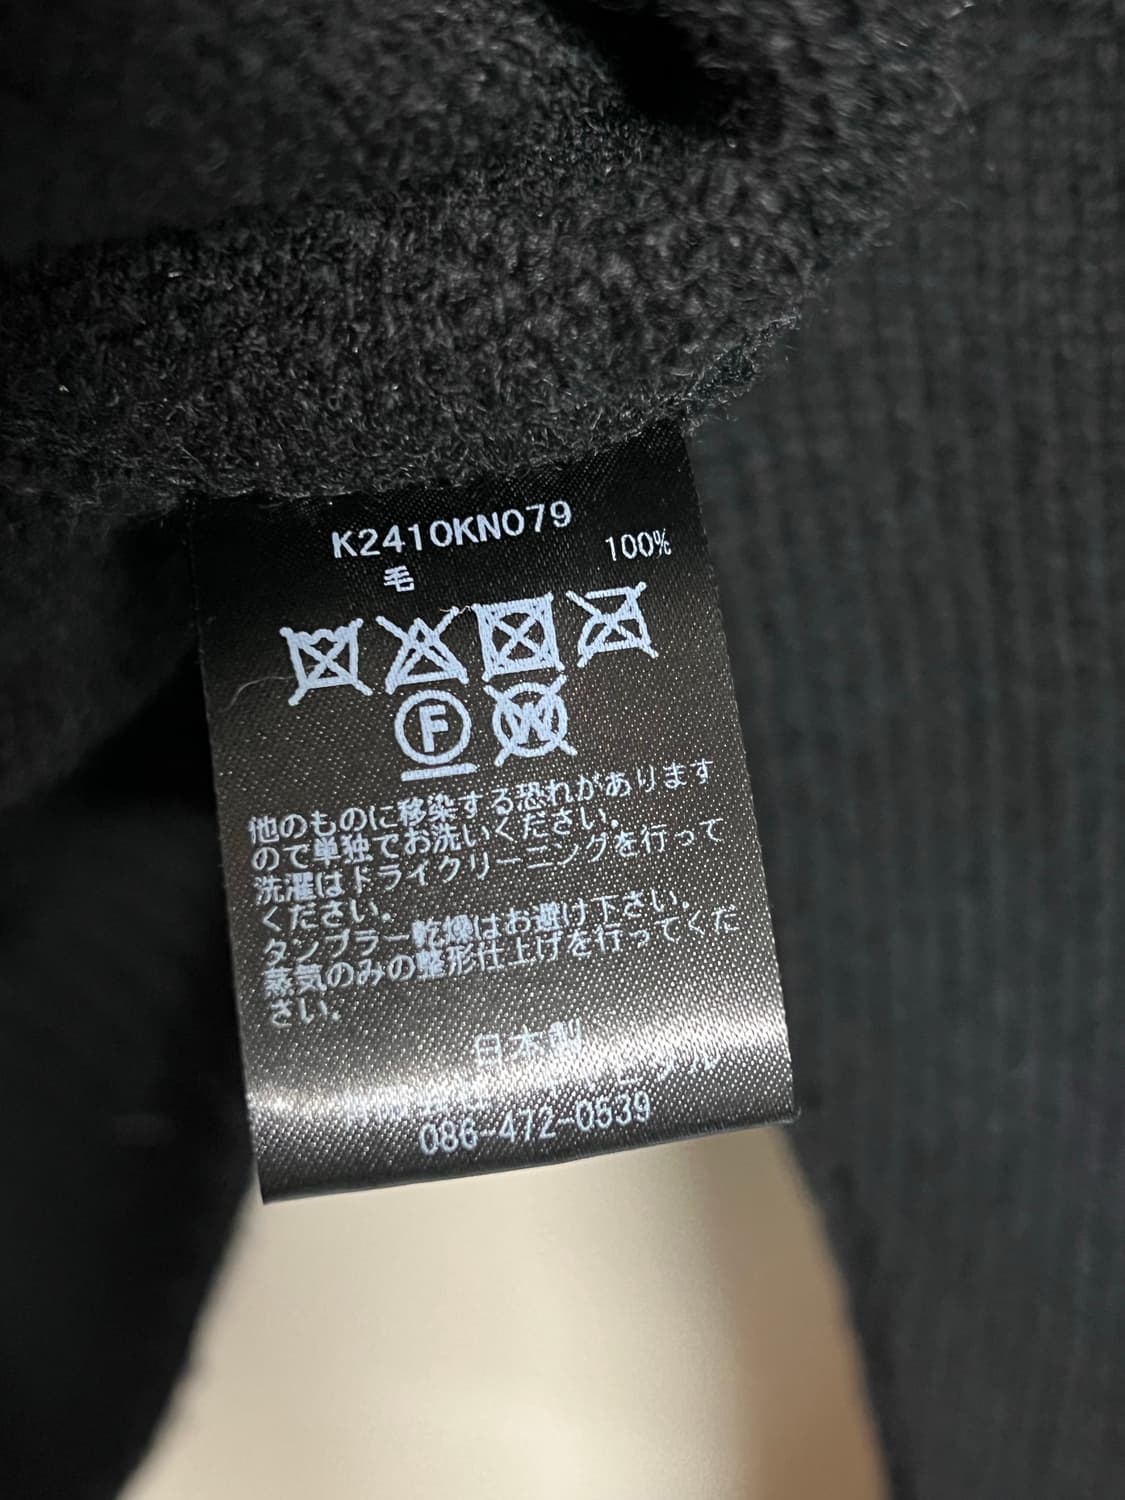 K2410KN079
毛 100%
F
W
他のものに移染する恐れがあります
ので単独でお洗いください。
洗濯はドライクリーニングを行って
ください。
タンブラー乾燥はお避け下さい。
蒸気のみの整形仕上げを行ってくだ
さい。
日本製
086-472-0539